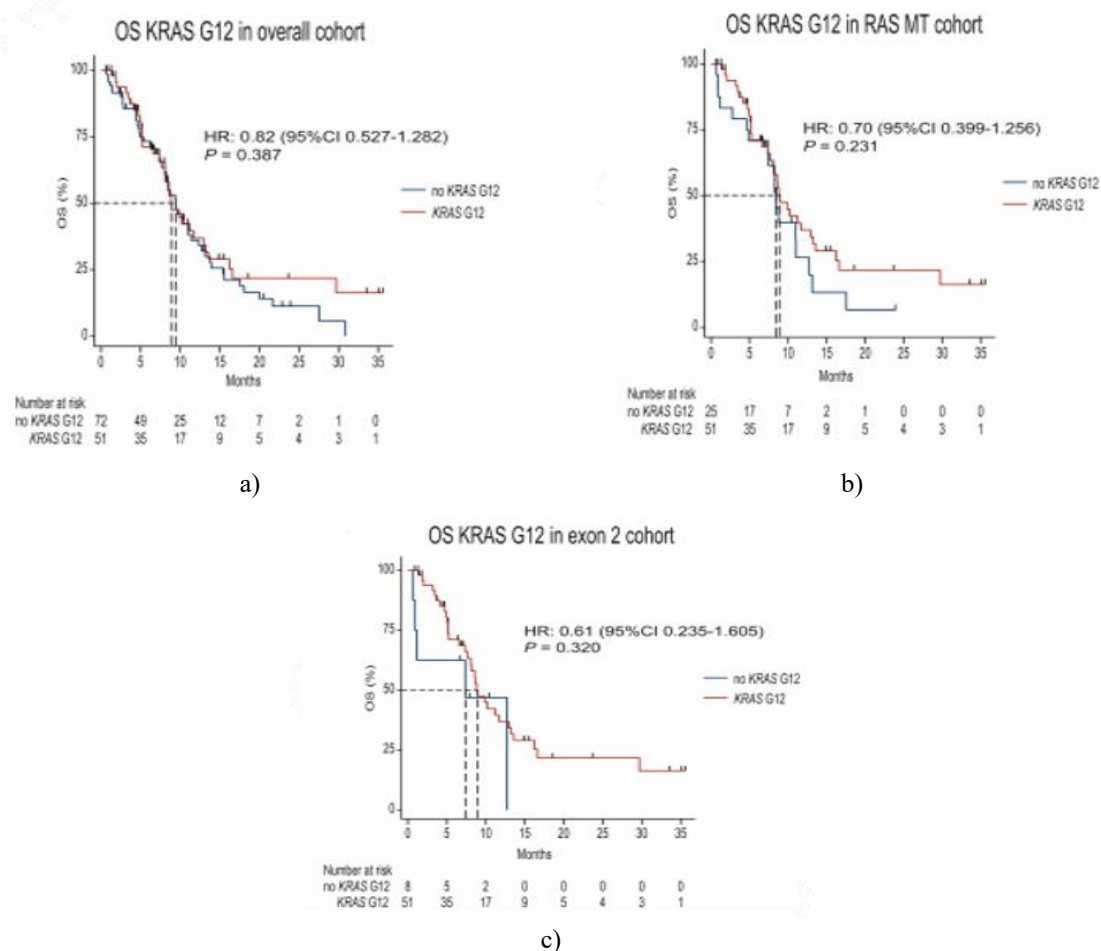 OS KRAS G12 in overall cohort
100
75
50
25
0
OS (%)
HR: 0.82 (95%CI 0.527-1.282)
P = 0.387
no KRAS G12
KRAS G12
0 5 10 15 20 25 30 35
Months
Number at risk
no KRAS G12 72 49 25 12 7 2 1 0
KRAS G12 51 35 17 9 5 4 3 1
a)
OS KRAS G12 in RAS MT cohort
100
75
50
25
0
OS (%)
HR: 0.70 (95%CI 0.399-1.256)
P = 0.231
no KRAS G12
KRAS G12
0 5 10 15 20 25 30 35
Months
Number at risk
no KRAS G12 25 17 7 2 1 0 0 0
KRAS G12 51 35 17 9 5 4 3 1
b)
OS KRAS G12 in exon 2 cohort
100
75
50
25
0
OS (%)
HR: 0.61 (95%CI 0.235-1.605)
P = 0.320
no KRAS G12
KRAS G12
0 5 10 15 20 25 30 35
Months
Number at risk
no KRAS G12 8 5 2 0 0 0 0 0
KRAS G12 51 35 17 9 5 4 3 1
c)